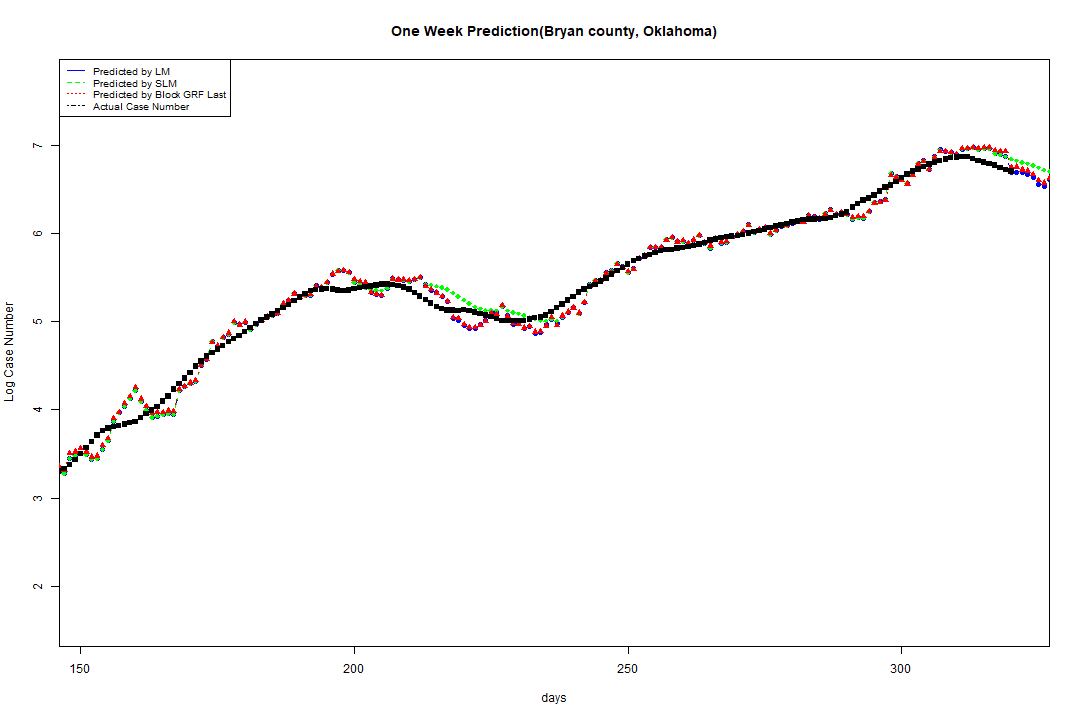 One Week Prediction(Bryan county, Oklahoma)
Predicted by LM
Predicted by SLM
Predicted by Block GRF Last
Actual Case Number
7
6
5
4
3
2
Log Case Number
150 200 250 300
days